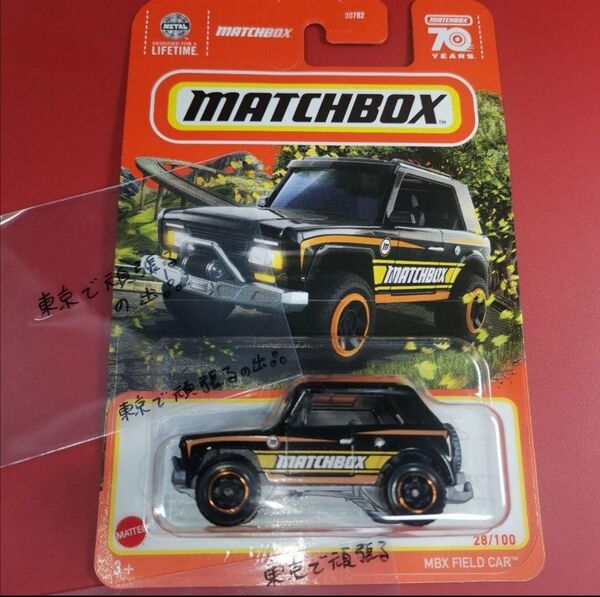 METAL
DESIGNED FOR A
LIFETIME
MATCHBOX
30782
MATCHBOX
70
YEARS
MATCHBOX™
m
MATCHBOX
東京で頑張る
の出品
東京で頑張るの出品
MATCHBOX
MATTEL
3+
28/100
MBX FIELD CAR™
東京で頑張る